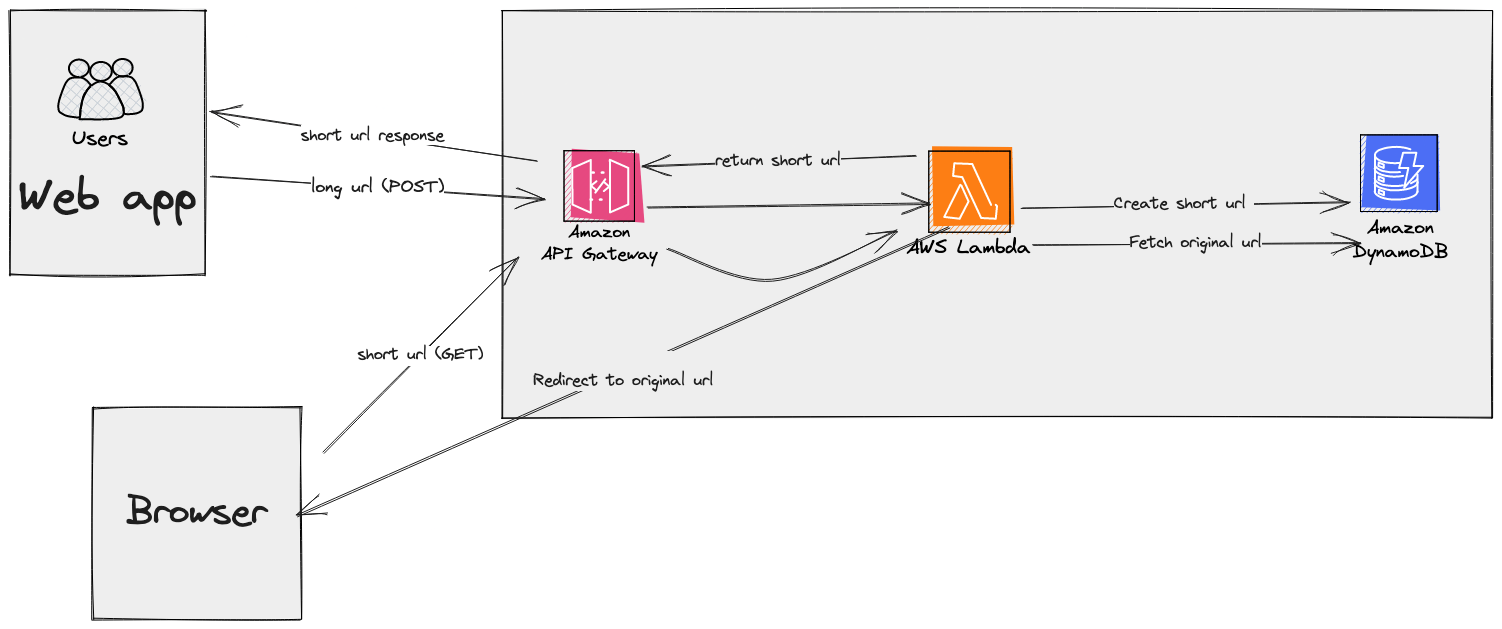 Users
Web app
short url response
long url (POST)
return short url
Amazon
API Gateway
AWS Lambda
Create short url
Fetch original url
Amazon
DynamoDB
short url (GET)
Redirect to original url
Browser